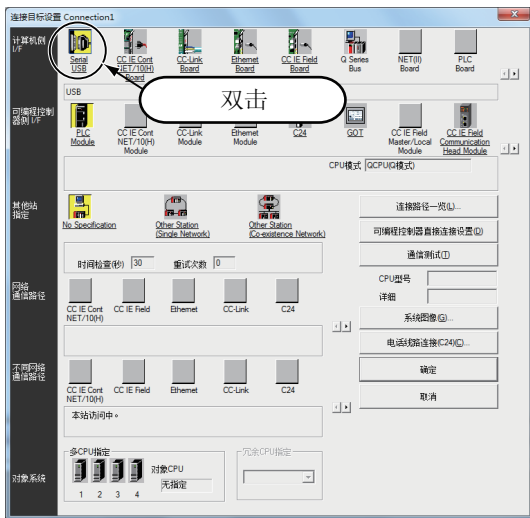 连接目标设置 Connection1
计算机侧
I/F
Serial
USB
CC IE Cont
NET/10(H)
Board
CC-Link
Board
Ethernet
Board
CC IE Field
Board
Q Series
Bus
NET(II)
Board
PLC
Board
USB
双击
可编程控制
器侧 I/F
PLC
Module
CC IE Cont
NET/10(H)
Module
CC-Link
Module
Ethernet
Module
C24
GOT
CC IE Field
Master/Local
Module
CC IE Field
Communication
Head Module
CPU模式 QCPU(Q模式)
其他站
指定
No Specification
Other Station
(Single Network)
Other Station
(Co-existence Network)
连接路径一览(L)...
可编程控制器直接连接设置(D)
通信测试(T)
时间检查(秒) 30 重试次数 0
CPU型号
详细
网络
通信路径
CC IE Cont
NET/10(H)
CC IE Field
Ethernet
CC-Link
C24
系统图像(G)...
电话线路连接(C24)(C)...
不同网络
通信路径
CC IE Cont
NET/10(H)
CC IE Field
Ethernet
CC-Link
C24
确定
取消
本站访问中。
对象系统
多CPU指定
1 2 3 4
对象CPU
无指定
冗余CPU指定